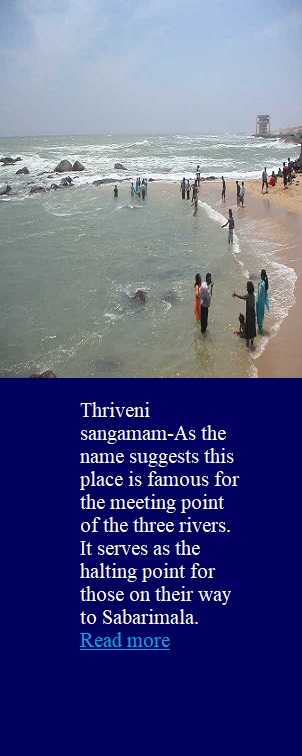 Thriveni
sangamam-As the
name suggests this
place is famous for
the meeting point
of the three rivers.
It serves as the
halting point for
those on their way
to Sabarimala.
Read more